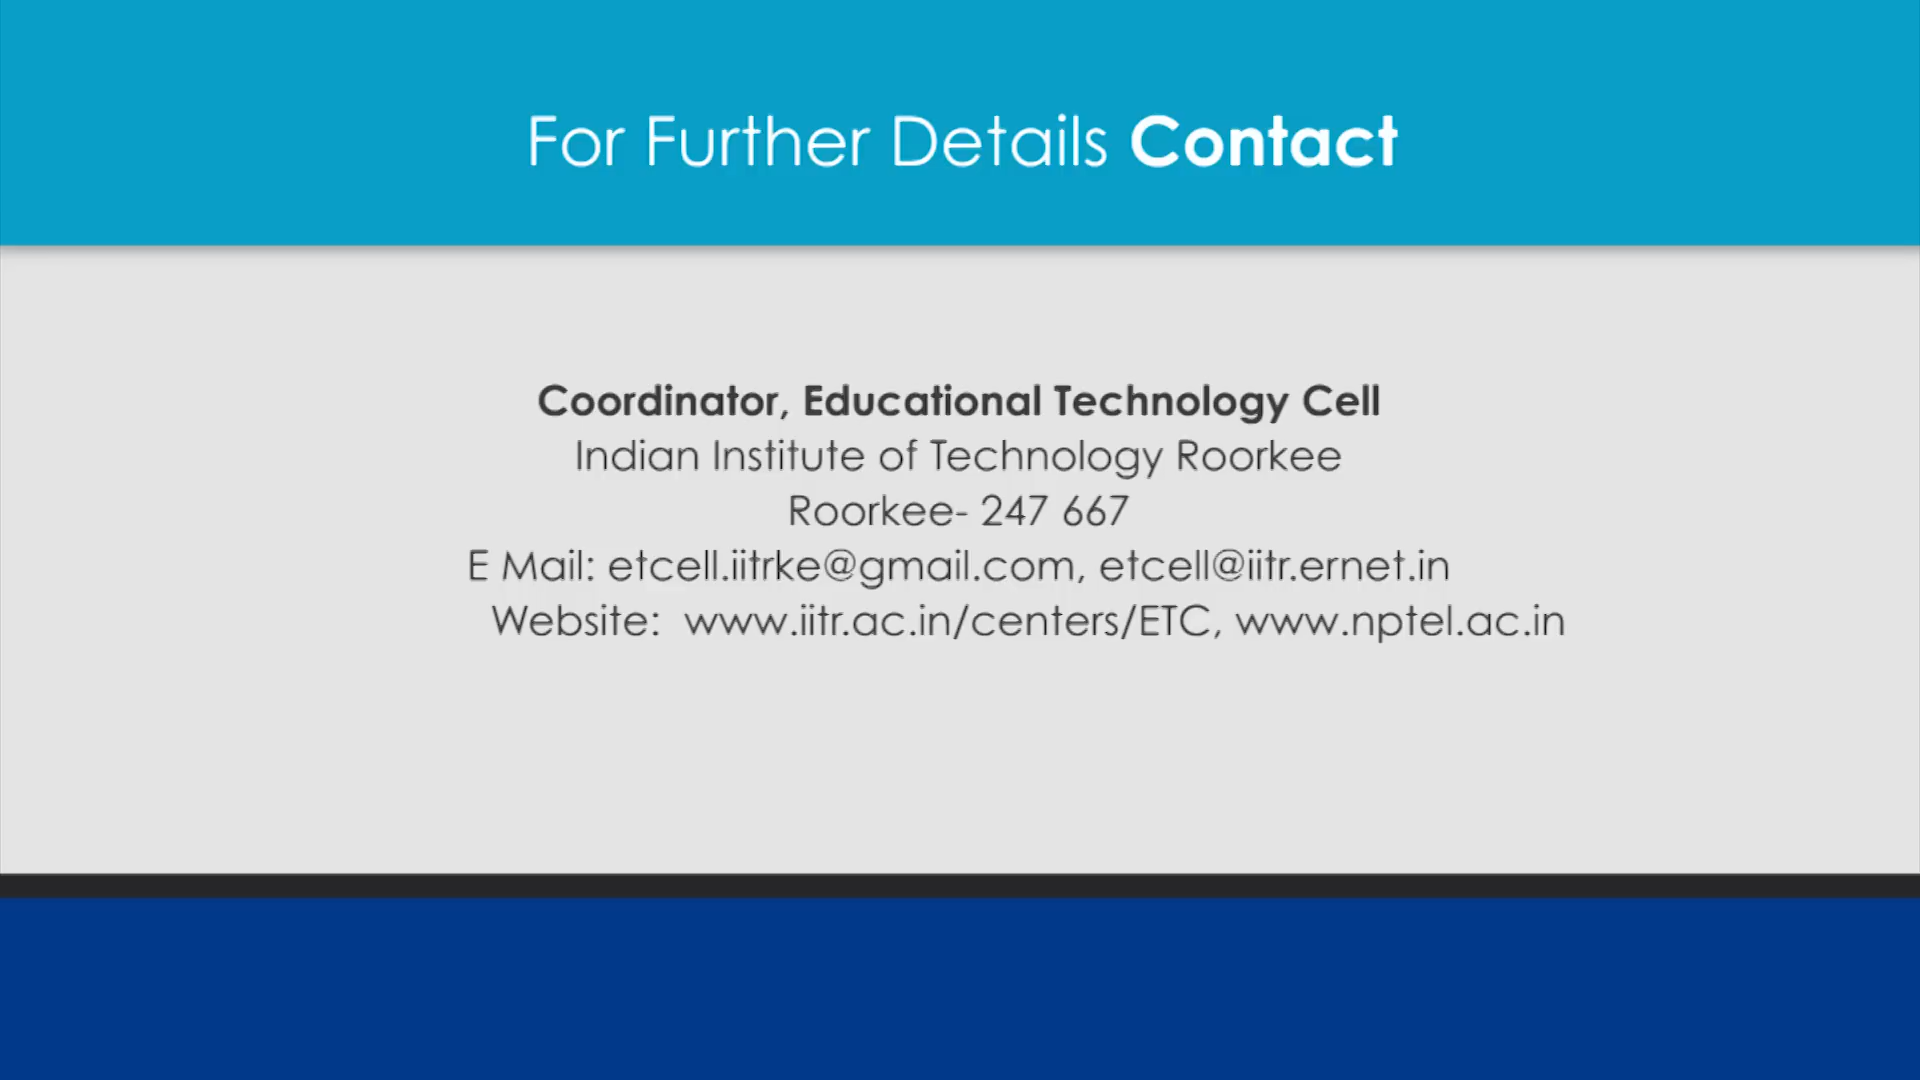 For Further Details Contact
Coordinator, Educational Technology Cell
Indian Institute of Technology Roorkee
Roorkee- 247 667
E Mail: etcell.iitrke@gmail.com, etcell@iitr.ernet.in
Website: www.iitr.ac.in/centers/ETC, www.nptel.ac.in